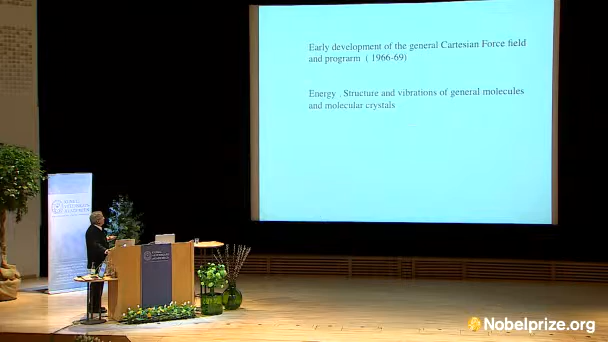 Early development of the general Cartesian Force field
and prograrm ( 1966-69)
Energy . Structure and vibrations of general molecules
and molecular crystals
Nobelprize.org